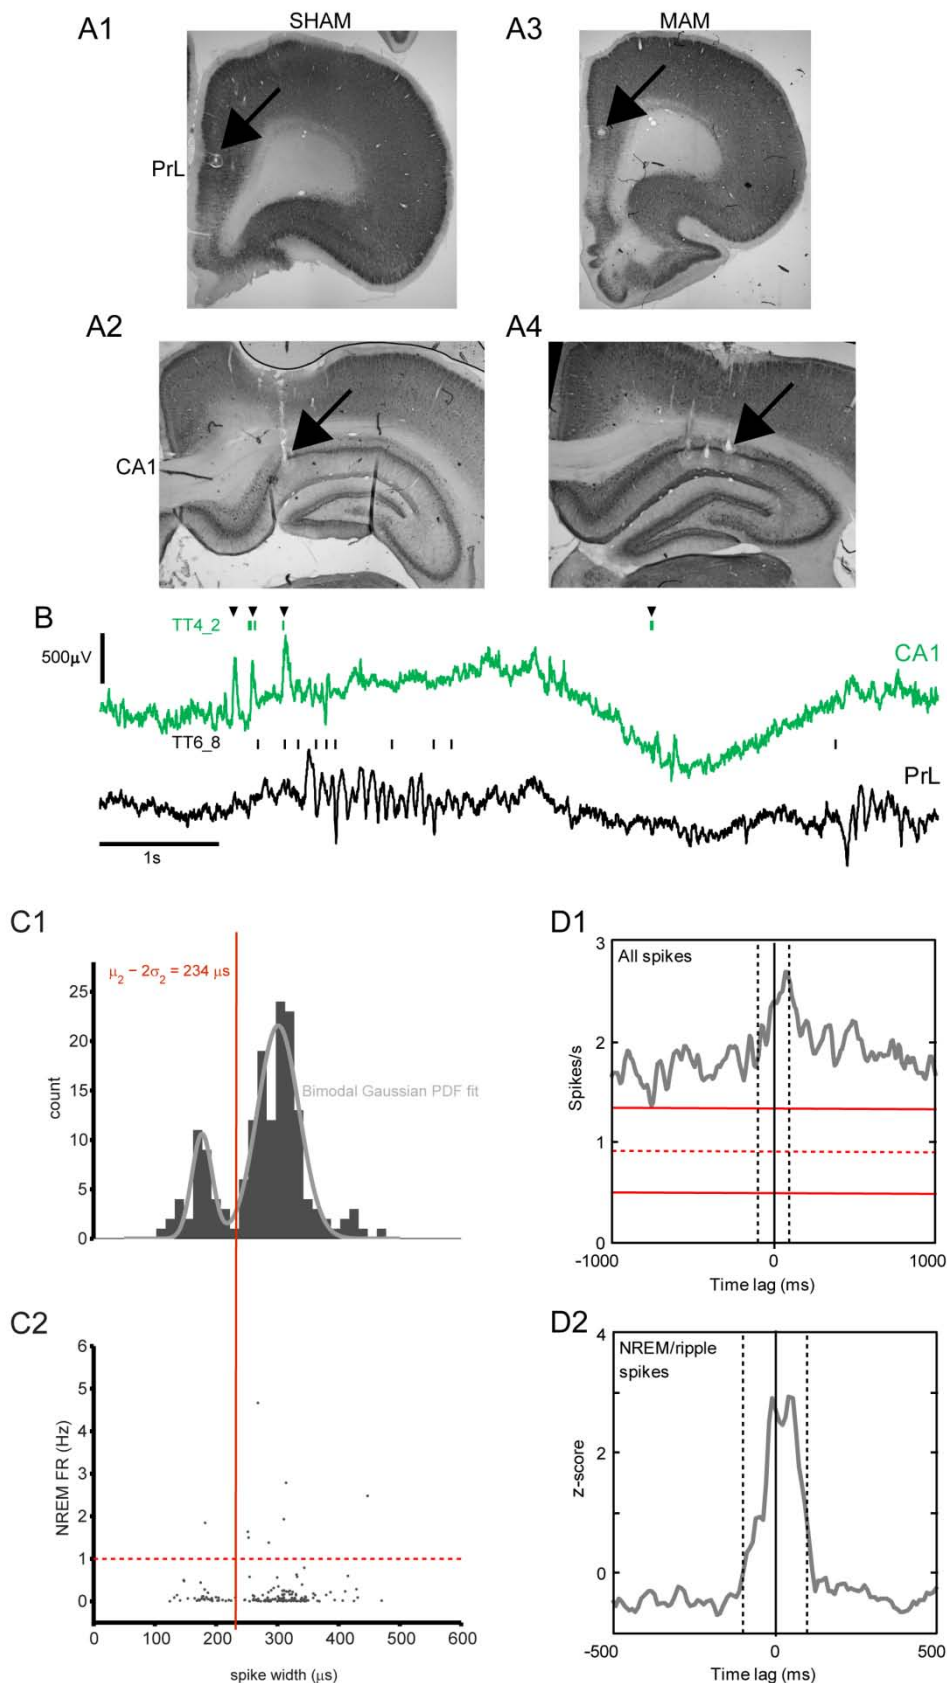 A1
SHAM
A3
MAM
PrL
A2
A4
CA1
B
TT4_2
500μV
CA1
TT6_8
PrL
1s
C1
μ₂ − 2σ₂ = 234 μs
25
20
15
10
5
0
count
Bimodal Gaussian PDF fit
D1
All spikes
3
2
1
0
Spikes/s
-1000
0
1000
Time lag (ms)
C2
6
5
4
3
2
1
0
NREM FR (Hz)
0
100
200
300
400
500
600
spike width (μs)
D2
NREM/ripple
spikes
4
2
0
z-score
-500
0
500
Time lag (ms)